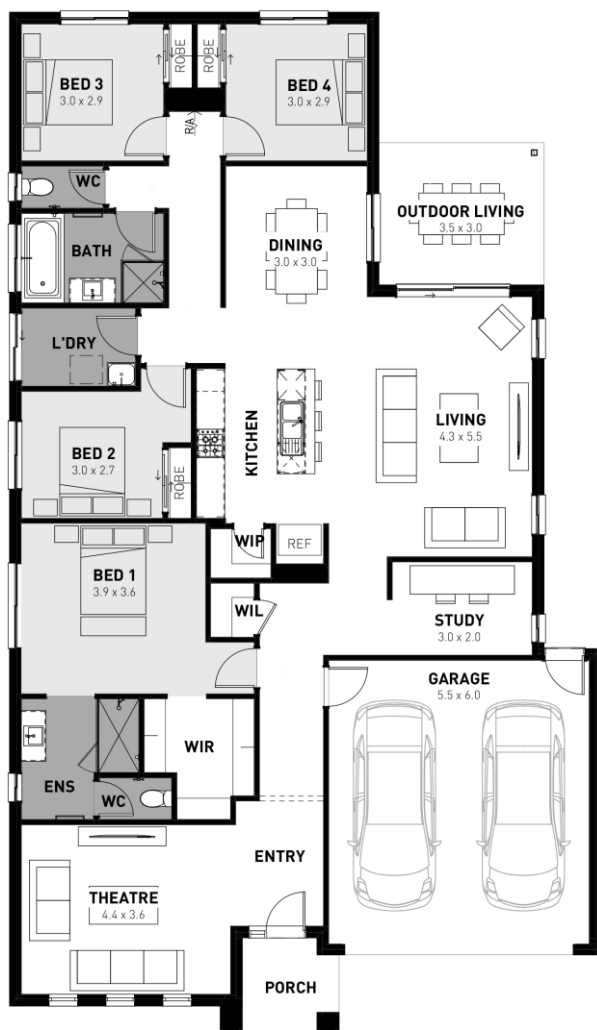 BED 3
3.0 x 2.9
ROBE
ROBE
BED 4
3.0 x 2.9
R/A
WC
BATH
DINING
3.0 x 3.0
OUTDOOR LIVING
3.5 x 3.0
L'DRY
KITCHEN
LIVING
4.3 x 5.5
BED 2
3.0 x 2.7
ROBE
WIP
REF
BED 1
3.9 x 3.6
WIL
STUDY
3.0 x 2.0
GARAGE
5.5 x 6.0
WIR
ENS
WC
ENTRY
THEATRE
4.4 x 3.6
PORCH